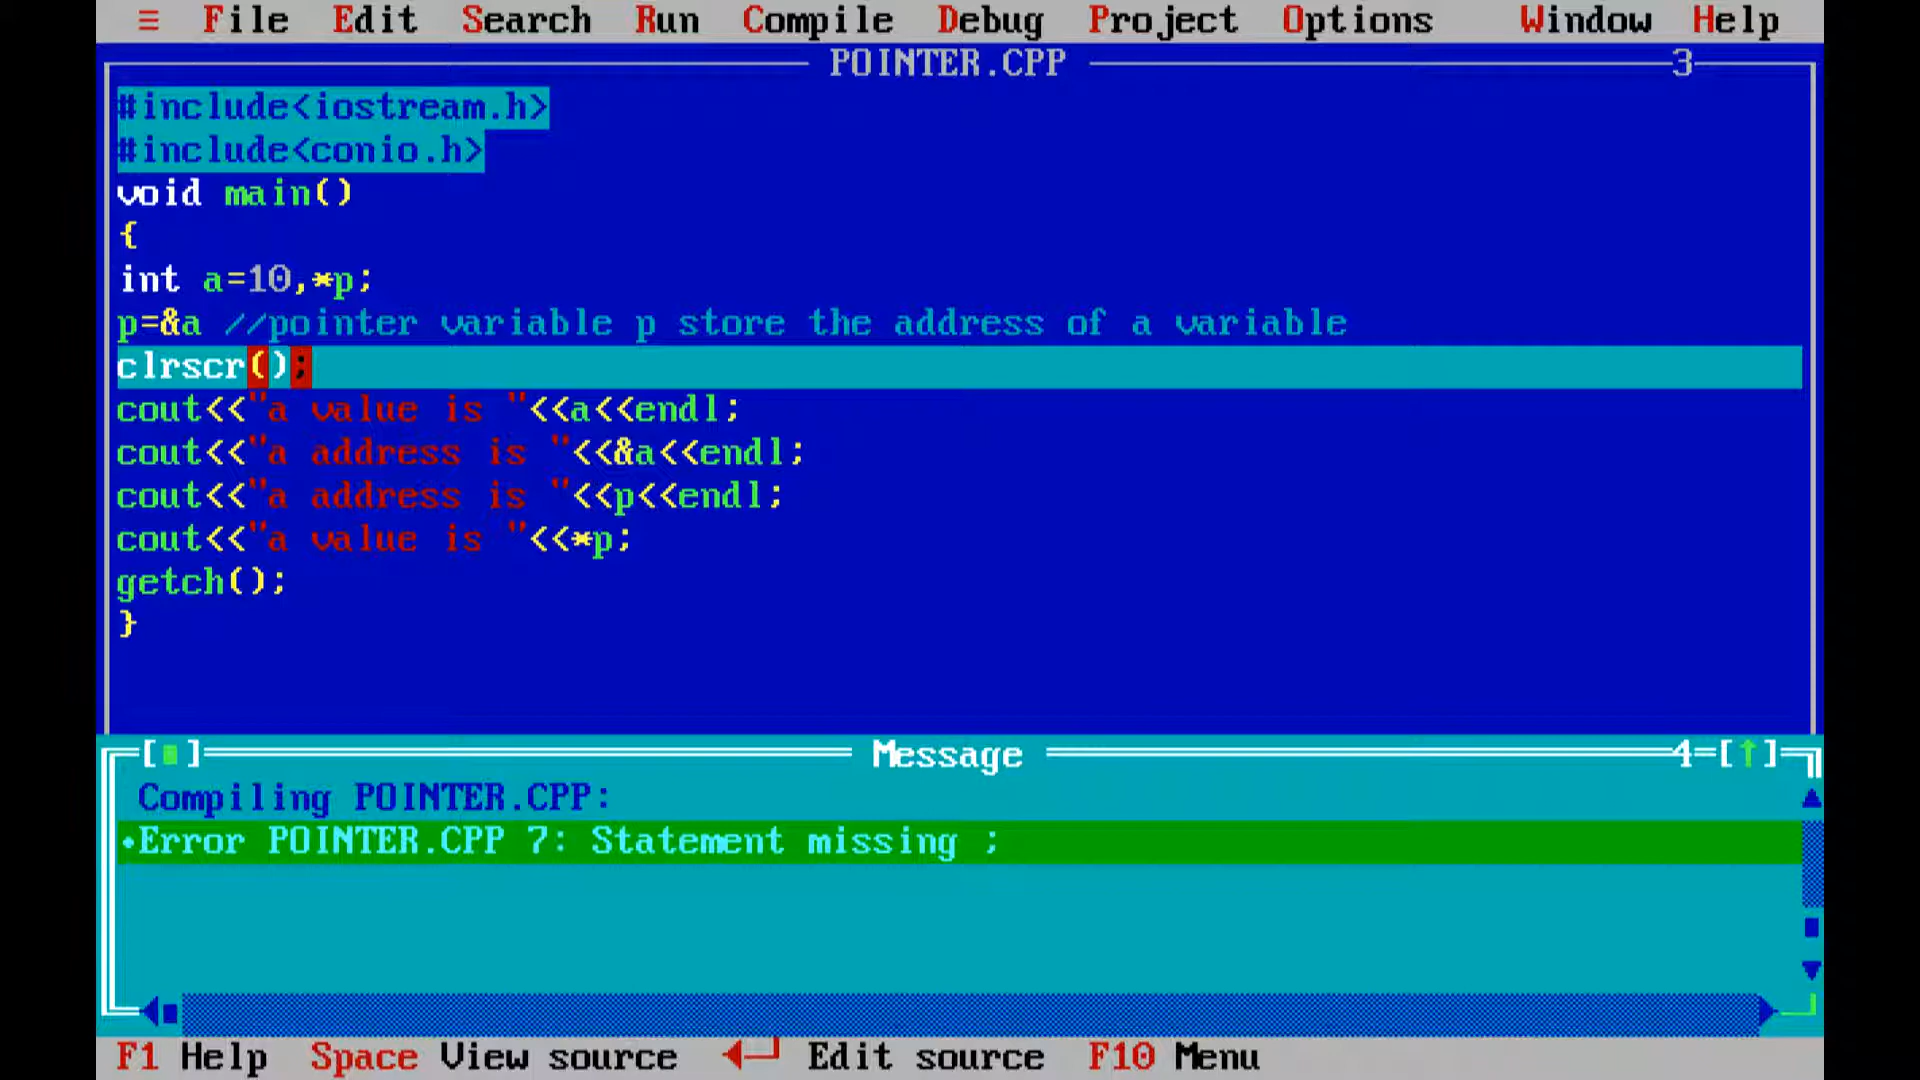 ≡ File Edit Search Run Compile Debug Project Options Window Help
POINTER.CPP 3
#include<iostream.h>
#include<conio.h>
void main()
{
int a=10,*p;
p=&a //pointer variable p store the address of a variable
clrscr();
cout<<"a value is "<<a<<endl;
cout<<"a address is "<<&a<<endl;
cout<<"a address is "<<p<<endl;
cout<<"a value is "<<*p;
getch();
}
[■] Message 4=[↑]
Compiling POINTER.CPP:
•Error POINTER.CPP 7: Statement missing ;
F1 Help Space View source ◄┘ Edit source F10 Menu